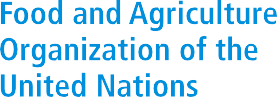 Food and Agriculture
Organization of the
United Nations